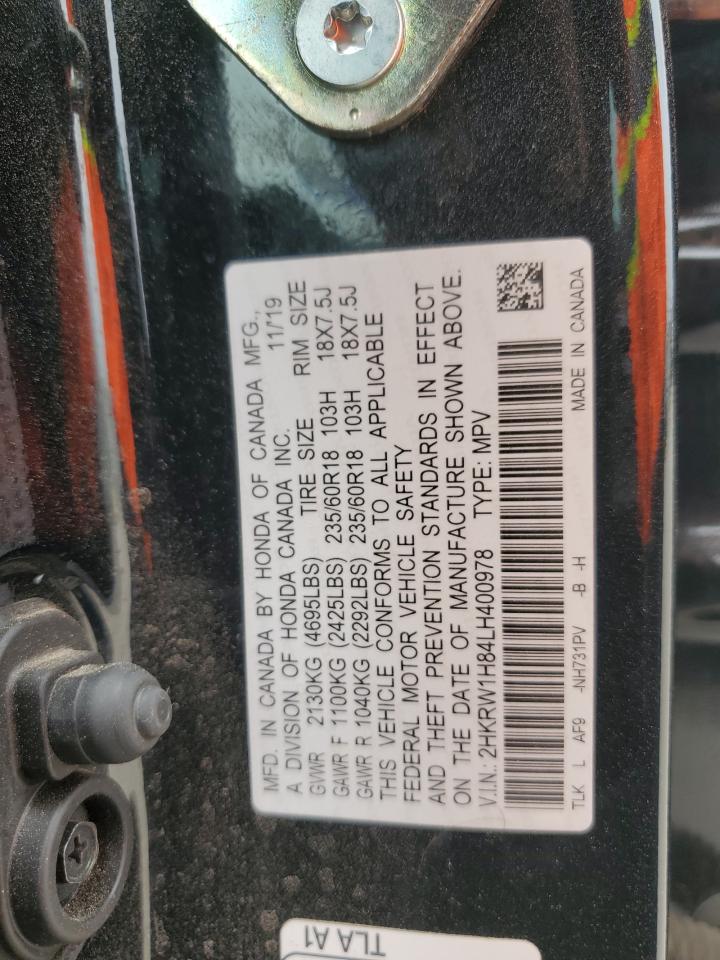 MFD. IN CANADA BY HONDA OF CANADA MFG.,
A DIVISION OF HONDA CANADA INC. 11/19
GVWR 2130KG (4695LBS) TIRE SIZE RIM SIZE
GAWR F 1100KG (2425LBS) 235/60R18 103H 18X7.5J
GAWR R 1040KG (2292LBS) 235/60R18 103H 18X7.5J
THIS VEHICLE CONFORMS TO ALL APPLICABLE
FEDERAL MOTOR VEHICLE SAFETY
AND THEFT PREVENTION STANDARDS IN EFFECT
ON THE DATE OF MANUFACTURE SHOWN ABOVE.
V.I.N.: 2HKRW1H84LH400978 TYPE: MPV
TLK L AF9 -NH731PV -B -H MADE IN CANADA
TLA A1